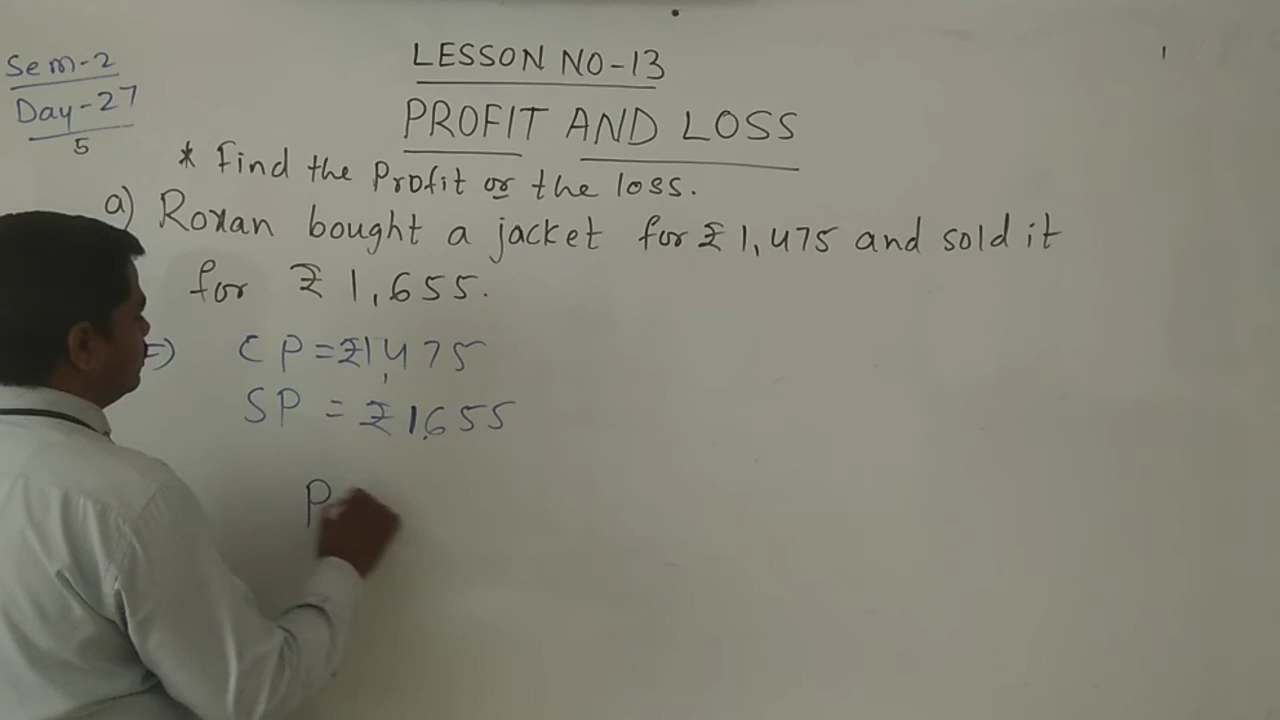 Sem-2
Day-27
5
LESSON NO-13
PROFIT AND LOSS
* Find the Profit or the loss.
a) Roxan bought a jacket for ₹ 1,475 and sold it
for ₹ 1,655.
=) CP = ₹1,475
SP = ₹ 1,655
P